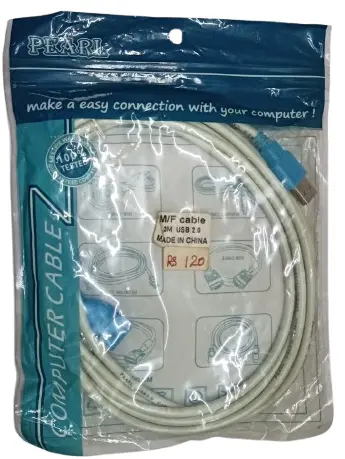 PEARL
make a easy connection with your computer !
100%
TESTED
COMPUTER CABLE
M/F cable
3M USB 2.0
MADE IN CHINA
Rs 120